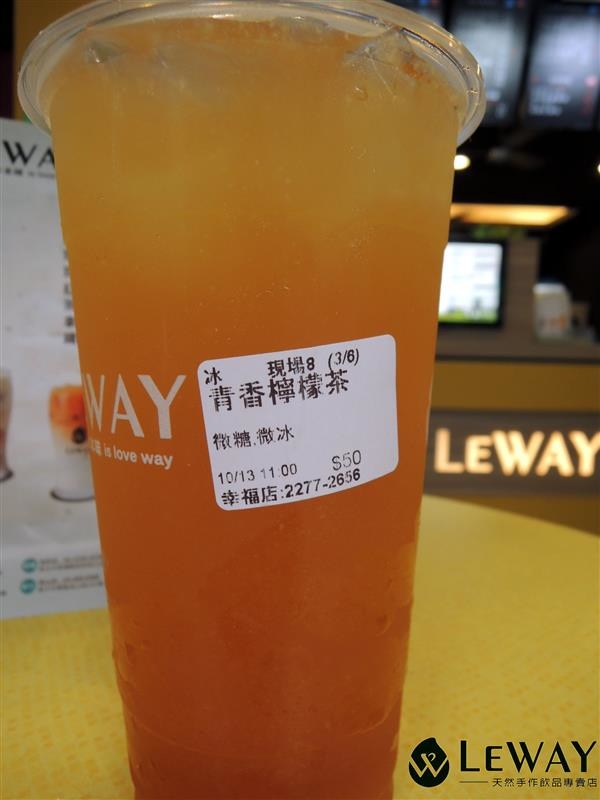 WA
WAY
is love way
冰 現場8 (3/6)
青香檸檬茶
微糖.微冰
10/13 11:00 $50
幸福店:2277-2656
LEWAY
LEWAY
天然手作飲品專賣店